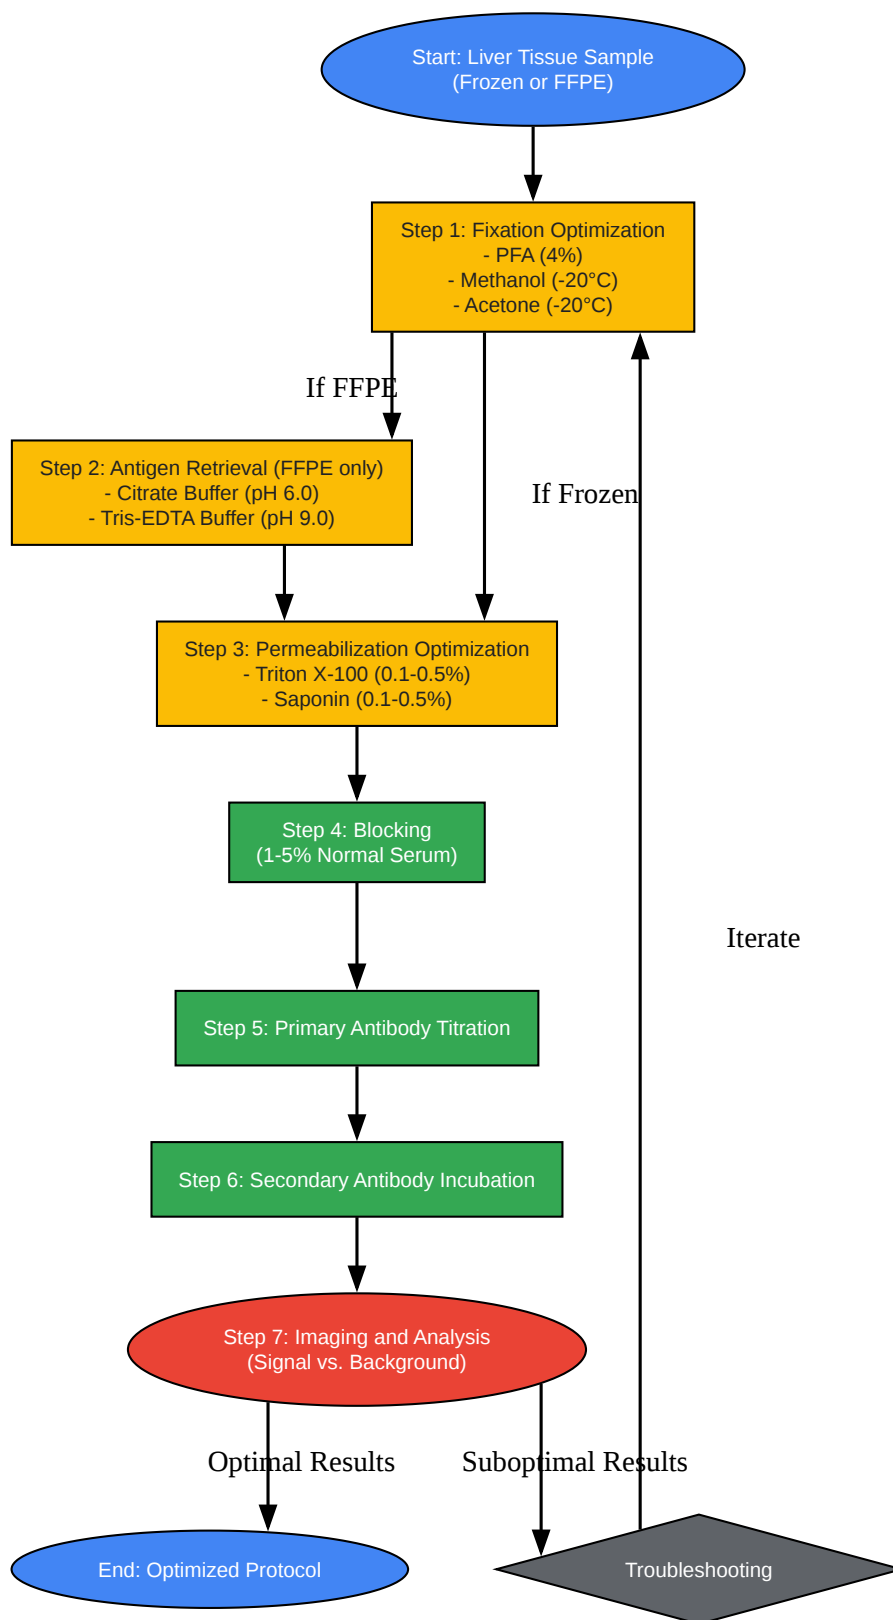 Start: Liver Tissue Sample
(Frozen or FFPE)
Step 1: Fixation Optimization
- PFA (4%)
- Methanol (-20°C)
- Acetone (-20°C)
If FFPE
Step 2: Antigen Retrieval (FFPE only)
- Citrate Buffer (pH 6.0)
- Tris-EDTA Buffer (pH 9.0)
If Frozen
Step 3: Permeabilization Optimization
- Triton X-100 (0.1-0.5%)
- Saponin (0.1-0.5%)
Step 4: Blocking
(1-5% Normal Serum)
Iterate
Step 5: Primary Antibody Titration
Step 6: Secondary Antibody Incubation
Step 7: Imaging and Analysis
(Signal vs. Background)
Optimal Results
Suboptimal Results
End: Optimized Protocol
Troubleshooting